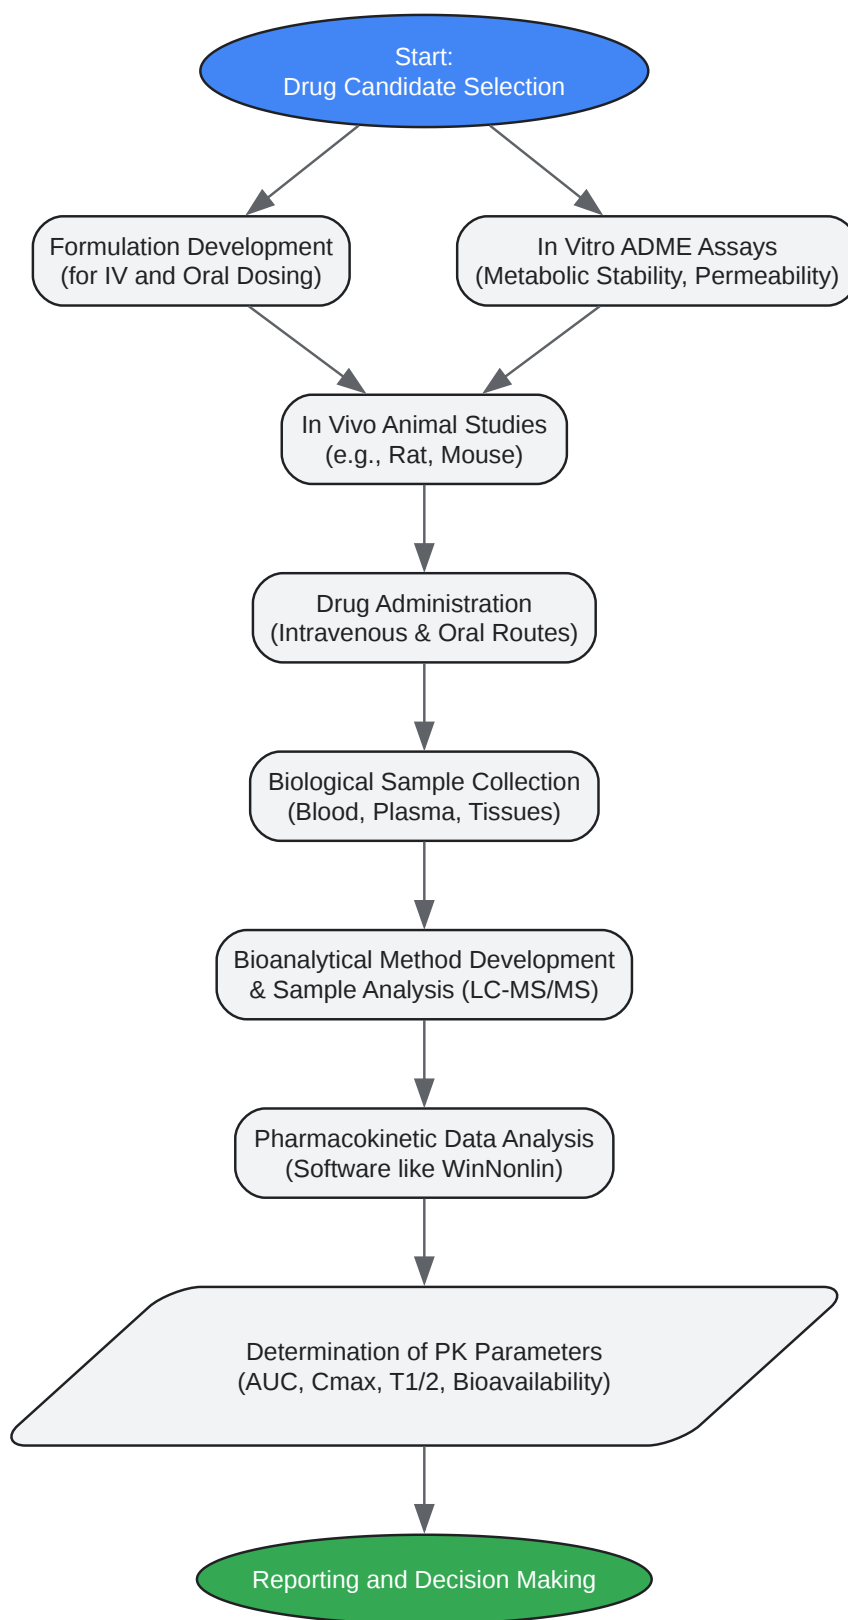 Start:
Drug Candidate Selection
Formulation Development
(for IV and Oral Dosing)
In Vitro ADME Assays
(Metabolic Stability, Permeability)
In Vivo Animal Studies
(e.g., Rat, Mouse)
Drug Administration
(Intravenous & Oral Routes)
Biological Sample Collection
(Blood, Plasma, Tissues)
Bioanalytical Method Development
& Sample Analysis (LC-MS/MS)
Pharmacokinetic Data Analysis
(Software like WinNonlin)
Determination of PK Parameters
(AUC, Cmax, T1/2, Bioavailability)
Reporting and Decision Making